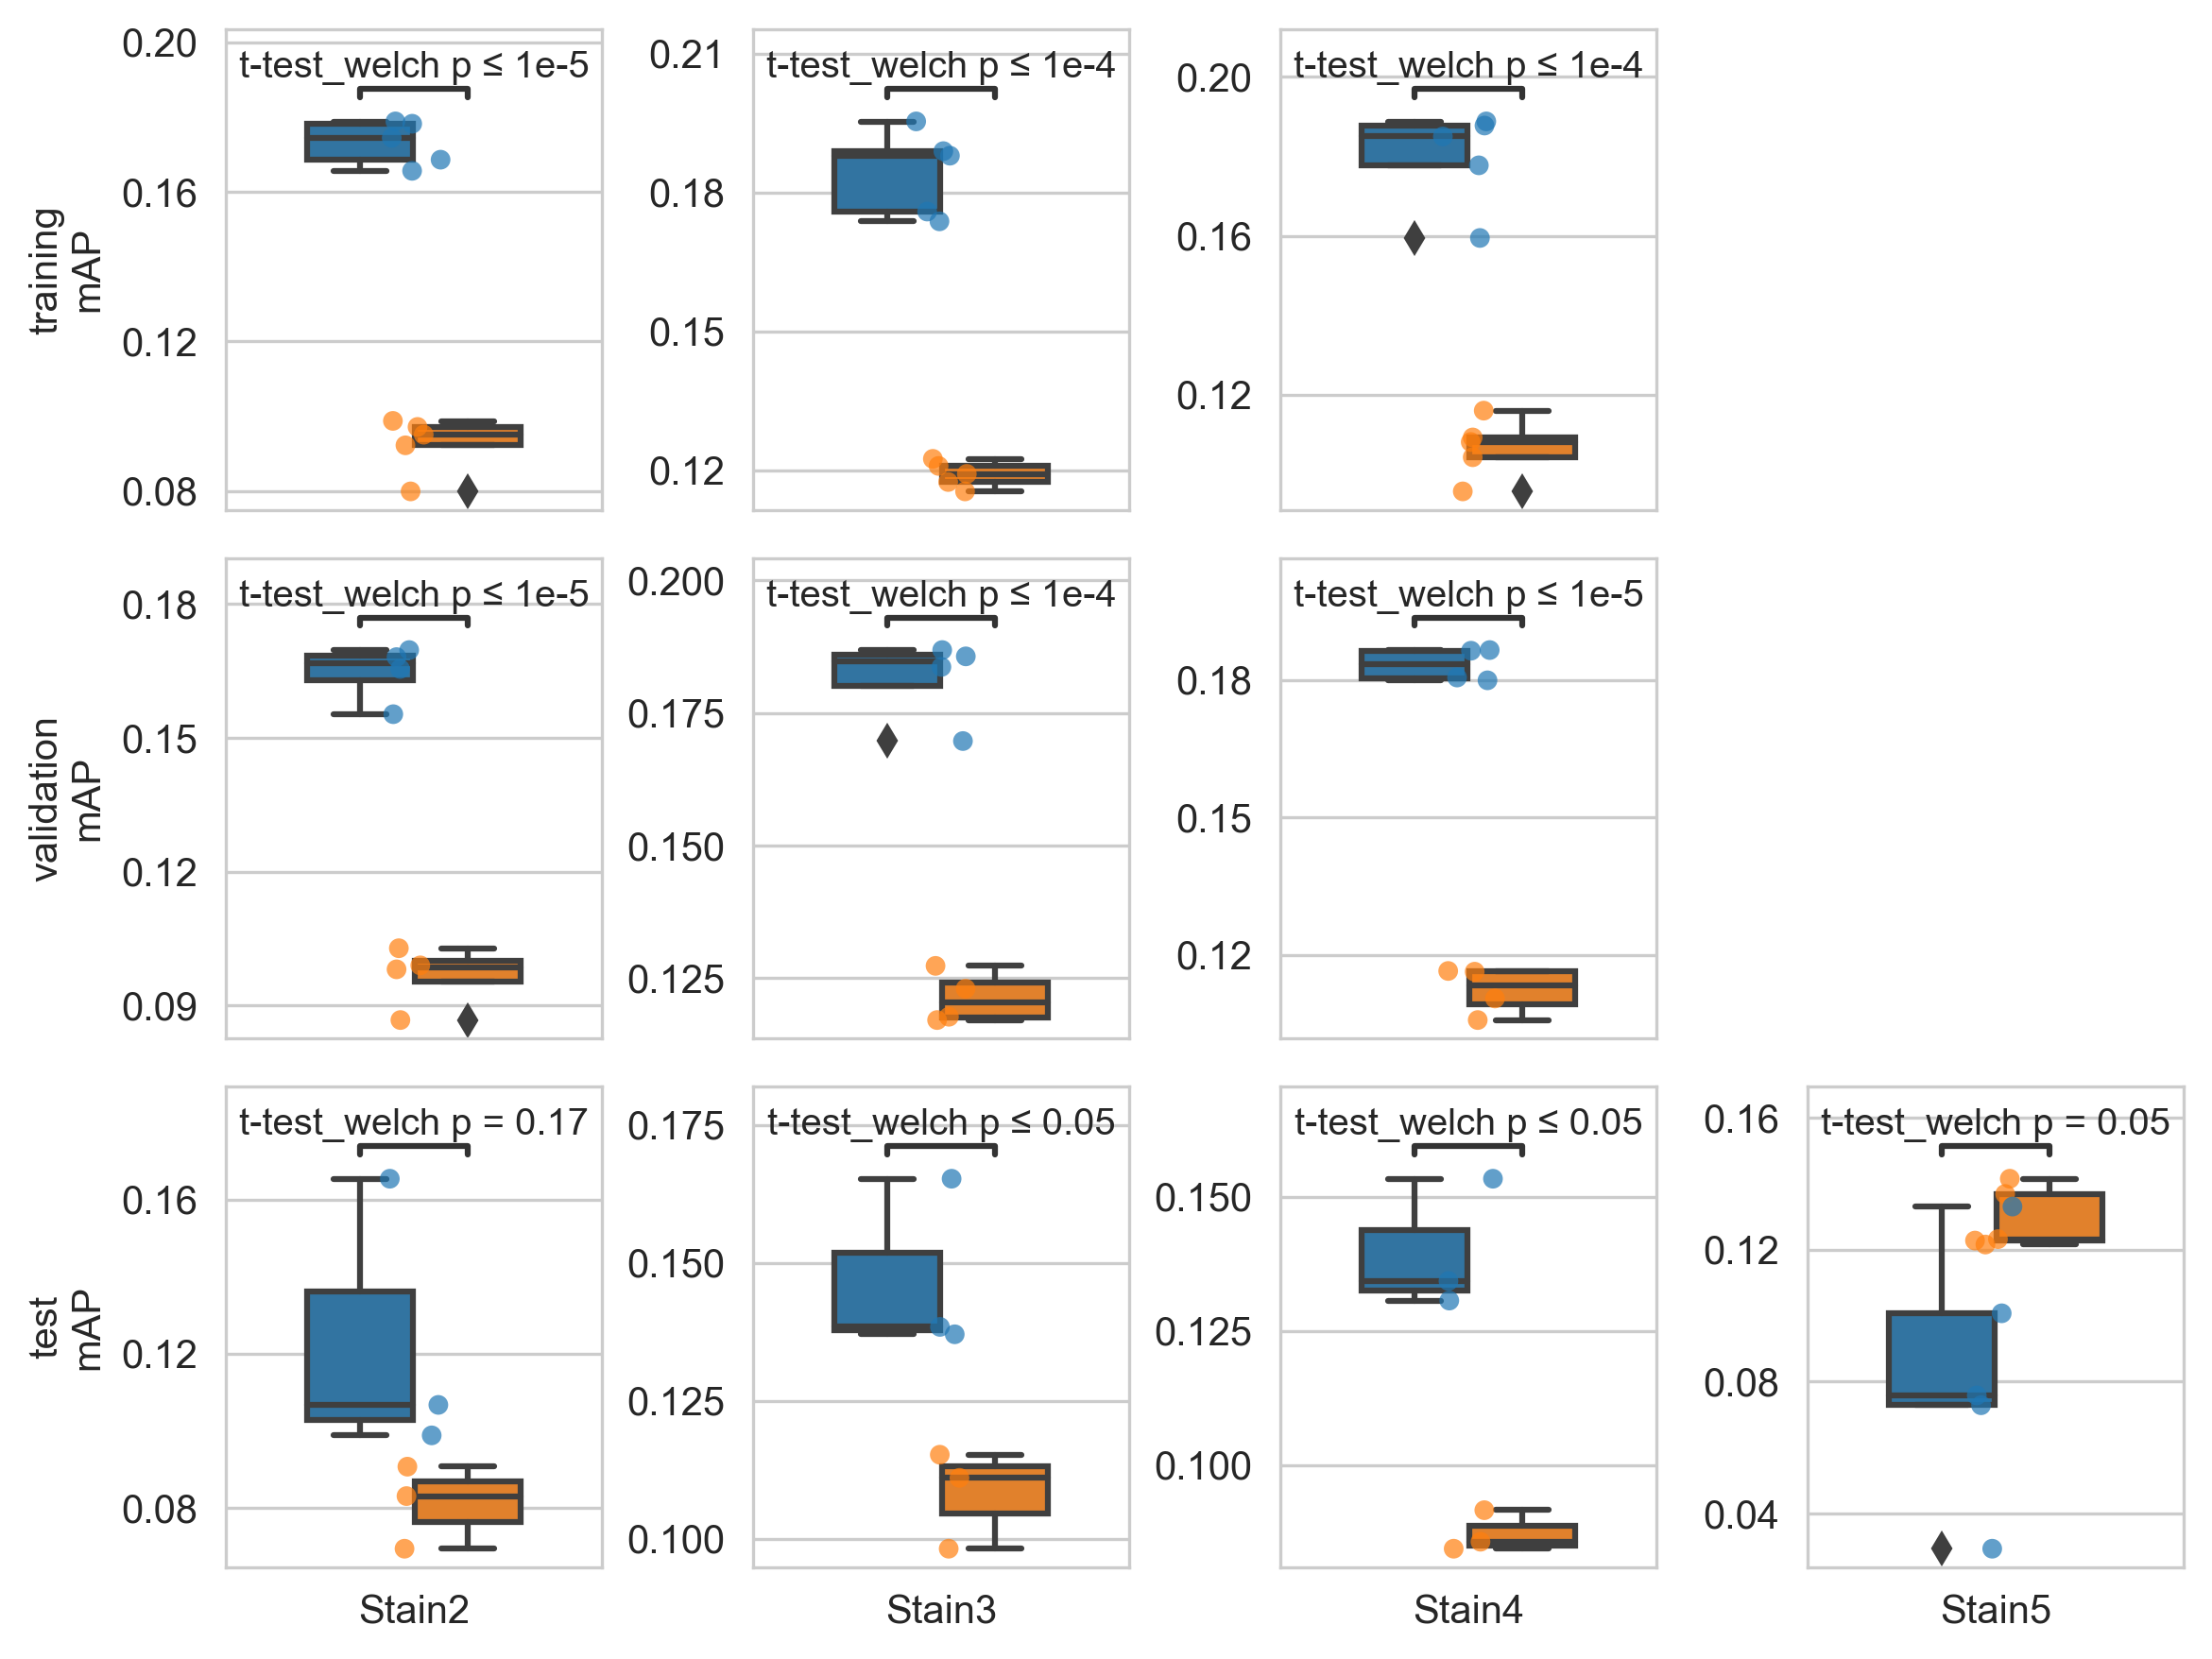 training
mAP
0.20
0.16
0.12
0.08
t-test_welch p ≤ 1e-5
0.21
0.18
0.15
0.12
t-test_welch p ≤ 1e-4
0.20
0.16
0.12
t-test_welch p ≤ 1e-4
validation
mAP
0.18
0.15
0.12
0.09
t-test_welch p ≤ 1e-5
0.200
0.175
0.150
0.125
t-test_welch p ≤ 1e-4
0.18
0.15
0.12
t-test_welch p ≤ 1e-5
test
mAP
0.16
0.12
0.08
t-test_welch p = 0.17
Stain2
0.175
0.150
0.125
0.100
t-test_welch p ≤ 0.05
Stain3
0.150
0.125
0.100
t-test_welch p ≤ 0.05
Stain4
0.16
0.12
0.08
0.04
t-test_welch p = 0.05
Stain5